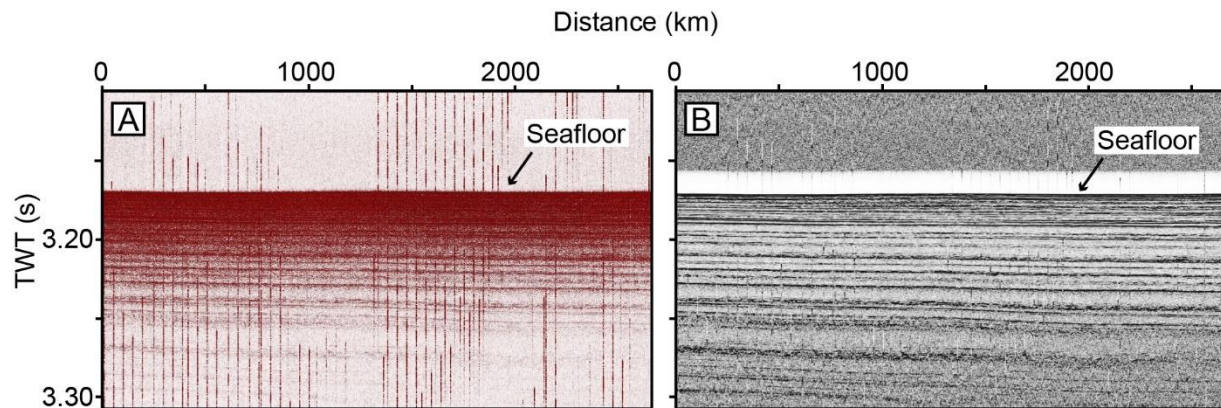 Distance (km)
0 1000 2000 0 1000 2000
A B
Seafloor Seafloor
TWT (s)
3.20
3.30